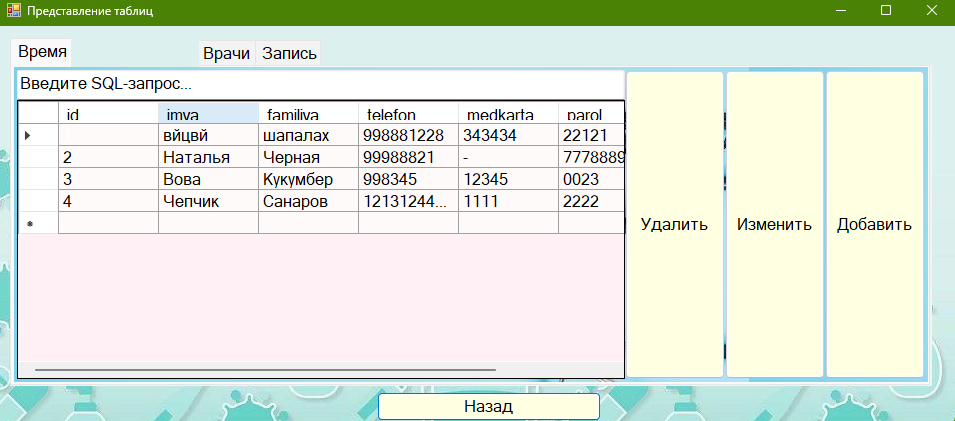 Представление таблиц
Время Врачи Запись
Введите SQL-запрос...
id imya familiya telefon medkarta parol
вйцвй шапалах 998881228 343434 22121
2 Наталья Черная 99988821 - 7778889
3 Вова Кукумбер 998345 12345 0023
4 Чепчик Санаров 12131244... 1111 2222
Удалить Изменить Добавить
Назад